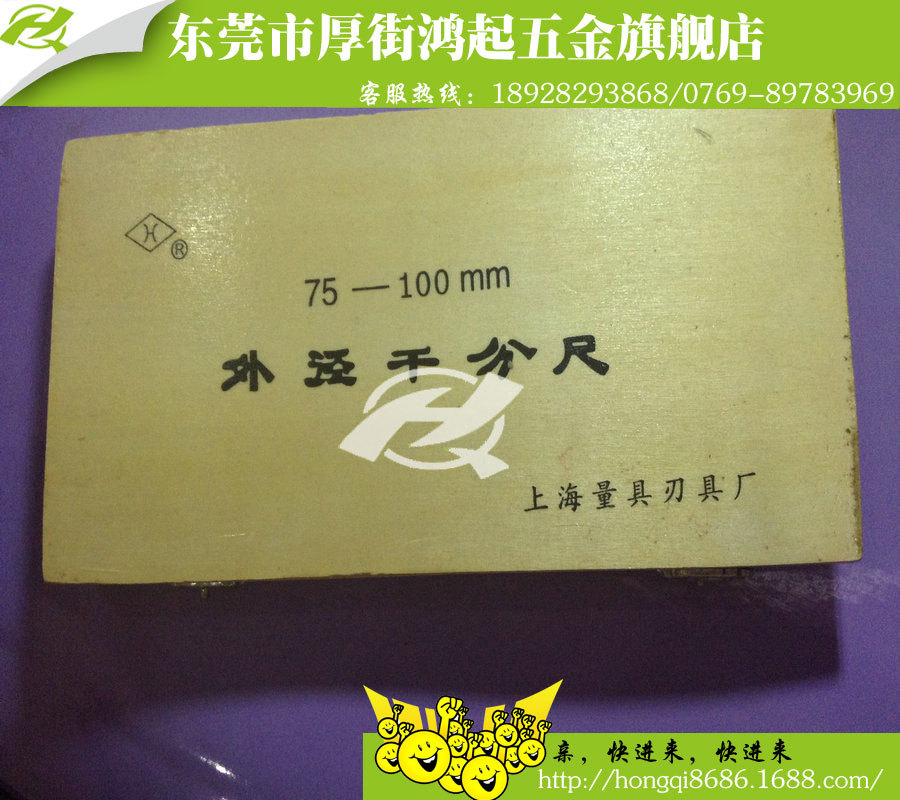 东莞市厚街鸿起五金旗舰店
客服热线：18928293868/0769-89783969
H®
75—100mm
外径千分尺
上海量具刃具厂
亲，快进来，快进来
http://hongqi8686.1688.com/